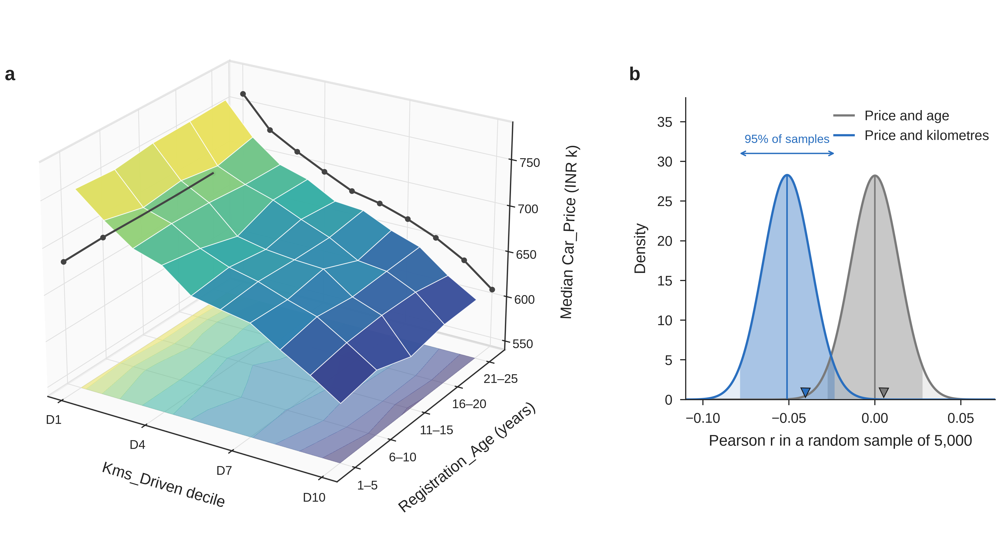 a
750
700
650
600
550
Median Car_Price (INR k)
D1
D4
D7
D10
Kms_Driven decile
1–5
6–10
11–15
16–20
21–25
Registration_Age (years)
b
35
30
25
20
15
10
5
0
Density
95% of samples
Price and age
Price and kilometres
−0.10
−0.05
0.00
0.05
Pearson r in a random sample of 5,000